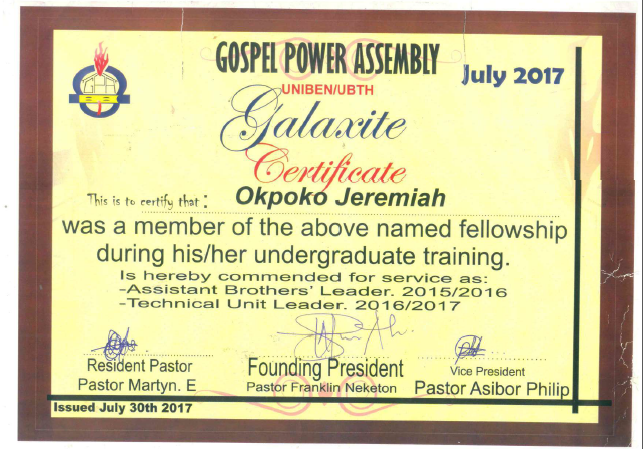 GOSPEL POWER ASSEMBLY
July 2017
UNIBEN/UBTH
Galaxite
Certificate
This is to certify that : Okpoko Jeremiah
was a member of the above named fellowship
during his/her undergraduate training.
Is hereby commended for service as:
-Assistant Brothers' Leader. 2015/2016
-Technical Unit Leader. 2016/2017
Resident Pastor
Pastor Martyn. E
Founding President
Pastor Franklin Neketon
Vice President
Pastor Asibor Philip
Issued July 30th 2017